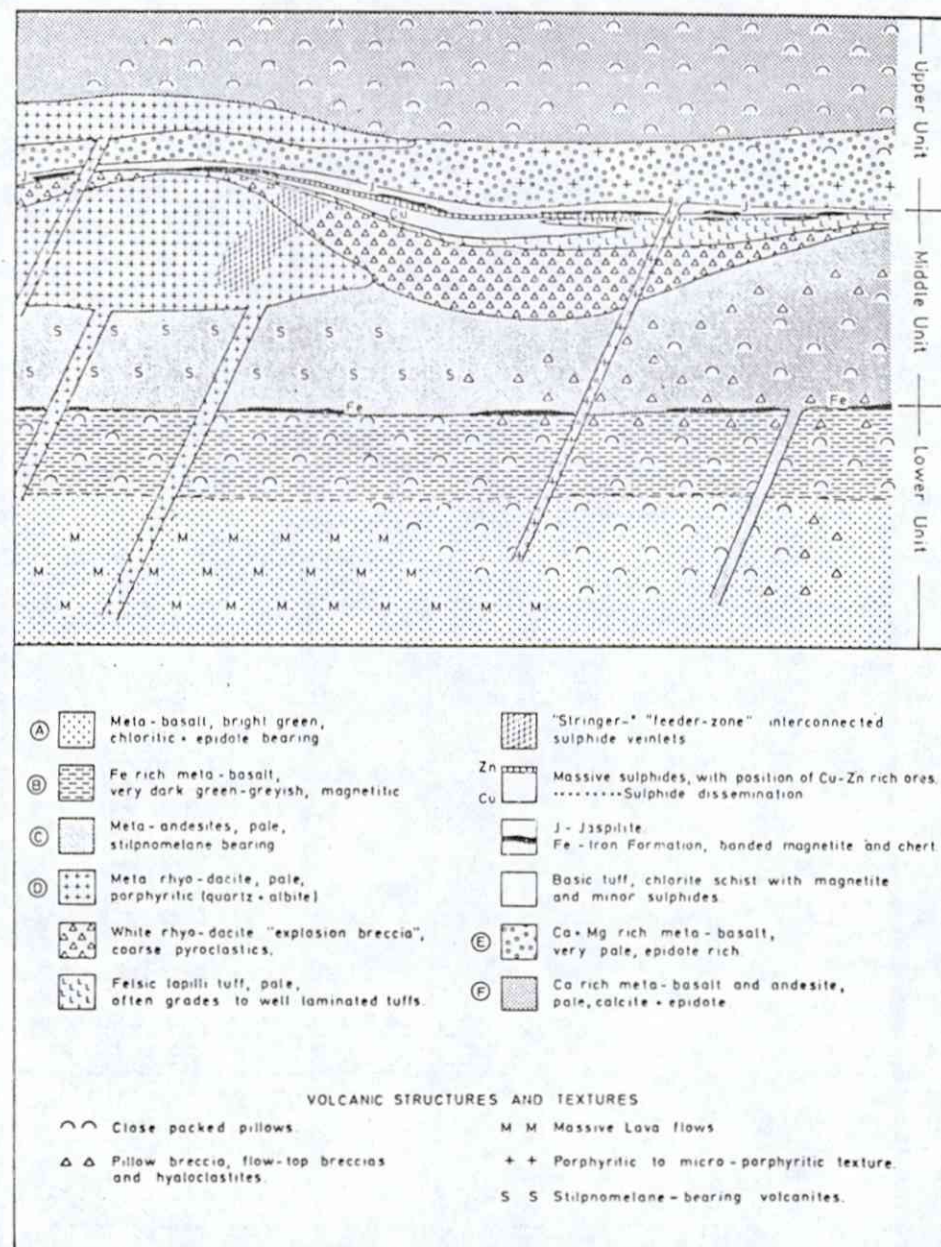 Upper Unit
J
Cu
J
Middle Unit
S S S S S S S
S S S S S S S S
Fe
Fe
Lower Unit
M M M M M
M M M M M M
M M M M M M M M
A
Meta-basalt, bright green,
chloritic + epidote bearing
B
Fe rich meta-basalt,
very dark green-greyish, magnetitic
C
Meta-andesites, pale,
stilpnomelane bearing
D
Meta rhyo-dacite, pale,
porphyritic (quartz + albite)
White rhyo-dacite "explosion breccia",
coarse pyroclastics.
Felsic lapilli tuff, pale,
often grades to well laminated tuffs.
"Stringer-" "feeder-zone" interconnected
sulphide veinlets
Zn
Cu
Massive sulphides, with position of Cu-Zn rich ores.
Sulphide dissemination
J - Jaspilite.
Fe - Iron Formation, banded magnetite and chert.
Basic tuff, chlorite schist with magnetite
and minor sulphides.
E
Ca + Mg rich meta-basalt,
very pale, epidote rich
F
Ca rich meta-basalt and andesite,
pale, calcite + epidote.
VOLCANIC STRUCTURES AND TEXTURES
Close packed pillows.
Pillow breccia, flow-top breccias
and hyaloclastites.
M M Massive Lava flows
+ + Porphyritic to micro-porphyritic texture.
S S Stilpnomelane-bearing volcanites.